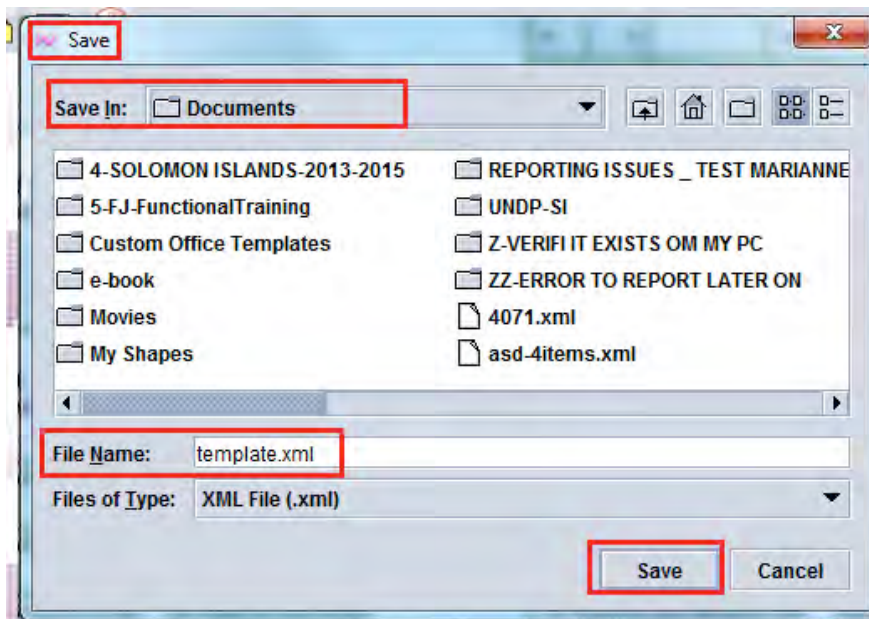 Save
Save In: Documents
4-SOLOMON ISLANDS-2013-2015
5-FJ-FunctionalTraining
Custom Office Templates
e-book
Movies
My Shapes
REPORTING ISSUES _ TEST MARIANNE
UNDP-SI
Z-VERIFI IT EXISTS OM MY PC
ZZ-ERROR TO REPORT LATER ON
4071.xml
asd-4items.xml
File Name: template.xml
Files of Type: XML File (.xml)
Save Cancel